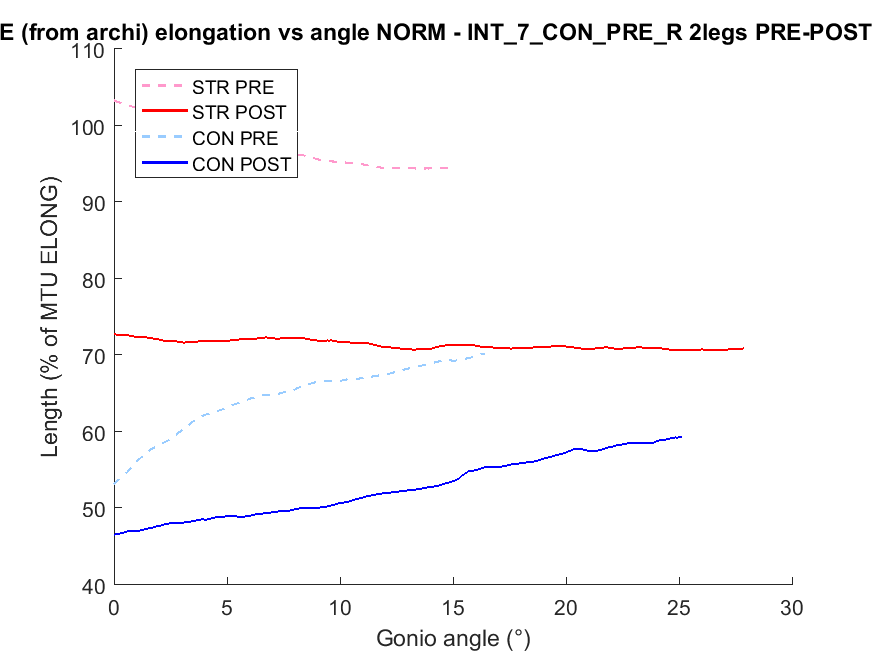 E (from archi) elongation vs angle NORM - INT_7_CON_PRE_R 2legs PRE-POST
110
100
90
80
70
60
50
40
Length (% of MTU ELONG)
STR PRE
STR POST
CON PRE
CON POST
0 5 10 15 20 25 30
Gonio angle (°)